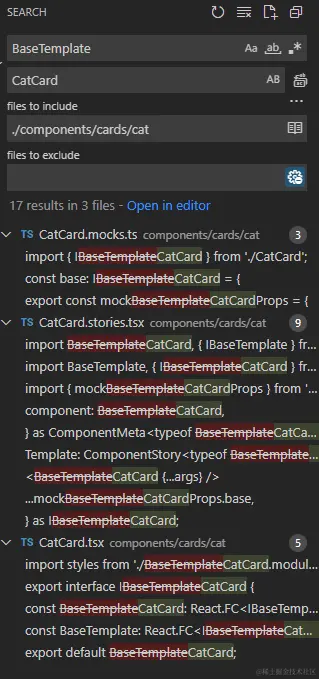 SEARCH
BaseTemplate
Aa ab .*
CatCard
AB
...
files to include
./components/cards/cat
files to exclude
17 results in 3 files - Open in editor
TS CatCard.mocks.ts components/cards/cat 3
import { IBaseTemplateCatCard } from './CatCard';
const base: IBaseTemplateCatCard = {
export const mockBaseTemplateCatCardProps = {
TS CatCard.stories.tsx components/cards/cat 9
import BaseTemplateCatCard, { IBaseTemplate } fr...
import BaseTemplate, { IBaseTemplateCatCard } fr...
import { mockBaseTemplateCatCardProps } from '...
component: BaseTemplateCatCard,
} as ComponentMeta<typeof BaseTemplateCatCa...
Template: ComponentStory<typeof BaseTemplate...
<BaseTemplateCatCard {...args} />
...mockBaseTemplateCatCardProps.base,
} as IBaseTemplateCatCard;
TS CatCard.tsx components/cards/cat 5
import styles from './BaseTemplateCatCard.modul...
export interface IBaseTemplateCatCard {
const BaseTemplateCatCard: React.FC<IBaseTemp...
const BaseTemplate: React.FC<IBaseTemplateCat...
export default BaseTemplateCatCard;
@稀土掘金技术社区